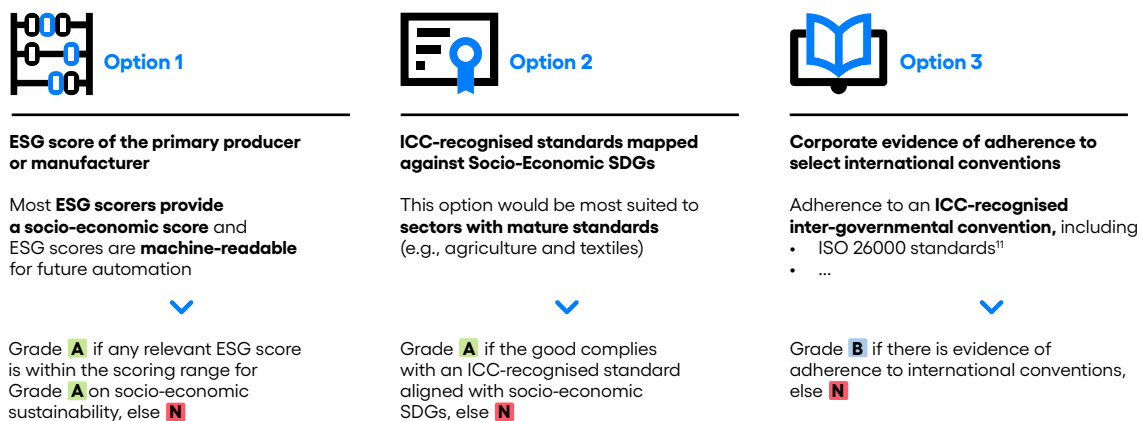 Option 1
ESG score of the primary producer
or manufacturer
Most ESG scorers provide
a socio-economic score and
ESG scores are machine-readable
for future automation
Grade A if any relevant ESG score
is within the scoring range for
Grade A on socio-economic
sustainability, else N
Option 2
ICC-recognised standards mapped
against Socio-Economic SDGs
This option would be most suited to
sectors with mature standards
(e.g., agriculture and textiles)
Grade A if the good complies
with an ICC-recognised standard
aligned with socio-economic
SDGs, else N
Option 3
Corporate evidence of adherence to
select international conventions
Adherence to an ICC-recognised
inter-governmental convention, including
• ISO 26000 standards¹¹
• ...
Grade B if there is evidence of
adherence to international conventions,
else N